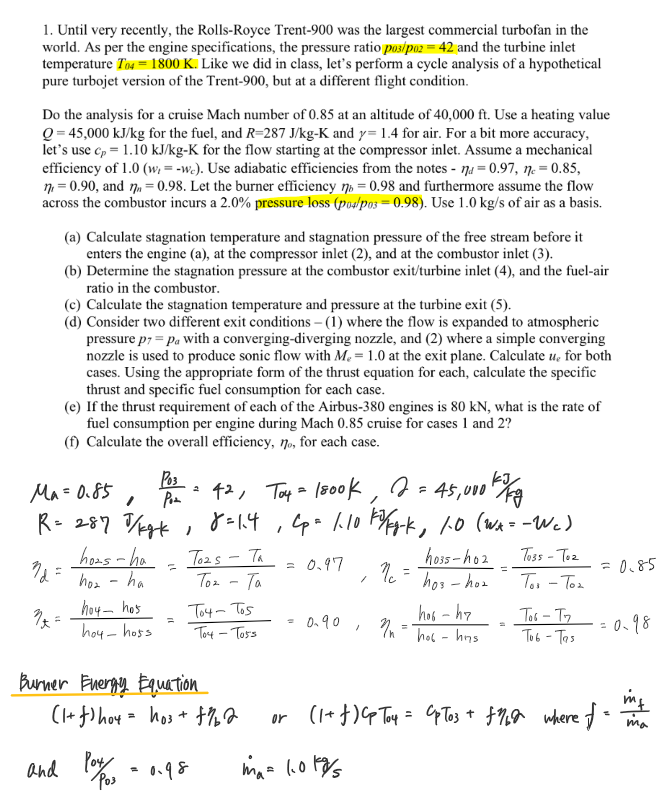 1. Until very recently, the Rolls-Royce Trent-900 was the largest commercial turbofan in the
world. As per the engine specifications, the pressure ratio p03/p02 = 42 and the turbine inlet
temperature T04 = 1800 K. Like we did in class, let's perform a cycle analysis of a hypothetical
pure turbojet version of the Trent-900, but at a different flight condition.
Do the analysis for a cruise Mach number of 0.85 at an altitude of 40,000 ft. Use a heating value
Q = 45,000 kJ/kg for the fuel, and R=287 J/kg-K and γ = 1.4 for air. For a bit more accuracy,
let's use cp = 1.10 kJ/kg-K for the flow starting at the compressor inlet. Assume a mechanical
efficiency of 1.0 (wt = -wc). Use adiabatic efficiencies from the notes - ηd = 0.97, ηc = 0.85,
ηt = 0.90, and ηn = 0.98. Let the burner efficiency ηb = 0.98 and furthermore assume the flow
across the combustor incurs a 2.0% pressure loss (p04/p03 = 0.98). Use 1.0 kg/s of air as a basis.
(a) Calculate stagnation temperature and stagnation pressure of the free stream before it
enters the engine (a), at the compressor inlet (2), and at the combustor inlet (3).
(b) Determine the stagnation pressure at the combustor exit/turbine inlet (4), and the fuel-air
ratio in the combustor.
(c) Calculate the stagnation temperature and pressure at the turbine exit (5).
(d) Consider two different exit conditions – (1) where the flow is expanded to atmospheric
pressure p7 = pa with a converging-diverging nozzle, and (2) where a simple converging
nozzle is used to produce sonic flow with Me = 1.0 at the exit plane. Calculate ue for both
cases. Using the appropriate form of the thrust equation for each, calculate the specific
thrust and specific fuel consumption for each case.
(e) If the thrust requirement of each of the Airbus-380 engines is 80 kN, what is the rate of
fuel consumption per engine during Mach 0.85 cruise for cases 1 and 2?
(f) Calculate the overall efficiency, ηo, for each case.
Ma = 0.85 , P03/P02 = 42 , T04 = 1800 K , Q = 45,000 kJ/kg
R = 287 J/kg-K , γ = 1.4 , Cp = 1.10 kJ/kg-K , 1.0 (wt = -wc)
ηd = (h02s - ha)/(h02 - ha) = (T02s - Ta)/(T02 - Ta) = 0.97 , ηc = (h03s - h02)/(h03 - h02) = (T03s - T02)/(T03 - T02) = 0.85
ηt = (h04 - h05)/(h04 - h05s) = (T04 - T05)/(T04 - T05s) = 0.90 , ηn = (h06 - h7)/(h06 - h7s) = (T06 - T7)/(T06 - T7s) = 0.98
Burner Energy Equation
(1+f)h04 = h03 + fηbQ or (1+f)CpT04 = CpT03 + fηbQ where f = ṁf/ṁa
and P04/P03 = 0.98 ṁa = 1.0 kg/s